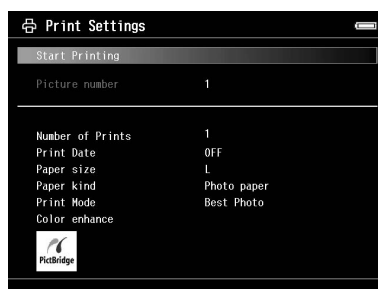 Print Settings
Start Printing
Picture number 1
Number of Prints 1
Print Date OFF
Paper size L
Paper kind Photo paper
Print Mode Best Photo
Color enhance
PictBridge